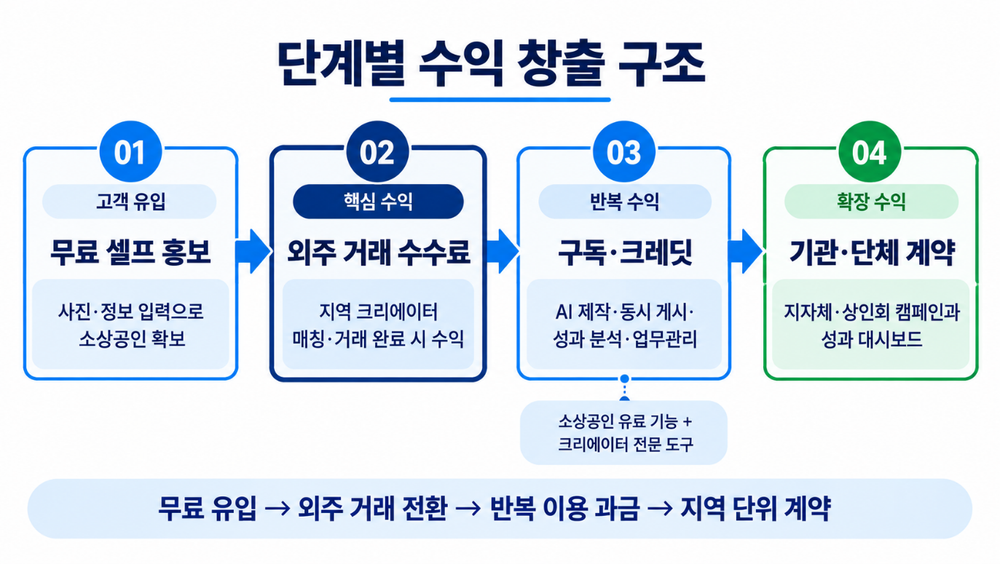 단계별 수익 창출 구조
01
고객 유입
무료 셀프 홍보
사진·정보 입력으로
소상공인 확보
02
핵심 수익
외주 거래 수수료
지역 크리에이터
매칭·거래 완료 시 수익
03
반복 수익
구독·크레딧
AI 제작·동시 게시·
성과 분석·업무관리
소상공인 유료 기능 +
크리에이터 전문 도구
04
확장 수익
기관·단체 계약
지자체·상인회 캠페인과
성과 대시보드
무료 유입 → 외주 거래 전환 → 반복 이용 과금 → 지역 단위 계약